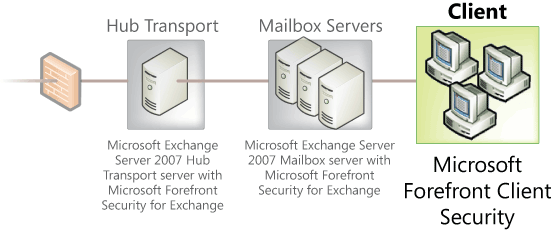 Hub Transport
Microsoft Exchange
Server 2007 Hub
Transport server with
Microsoft Forefront
Security for Exchange
Mailbox Servers
Microsoft Exchange Server
2007 Mailbox server with
Microsoft Forefront
Security for Exchange
Client
Microsoft
Forefront Client
Security